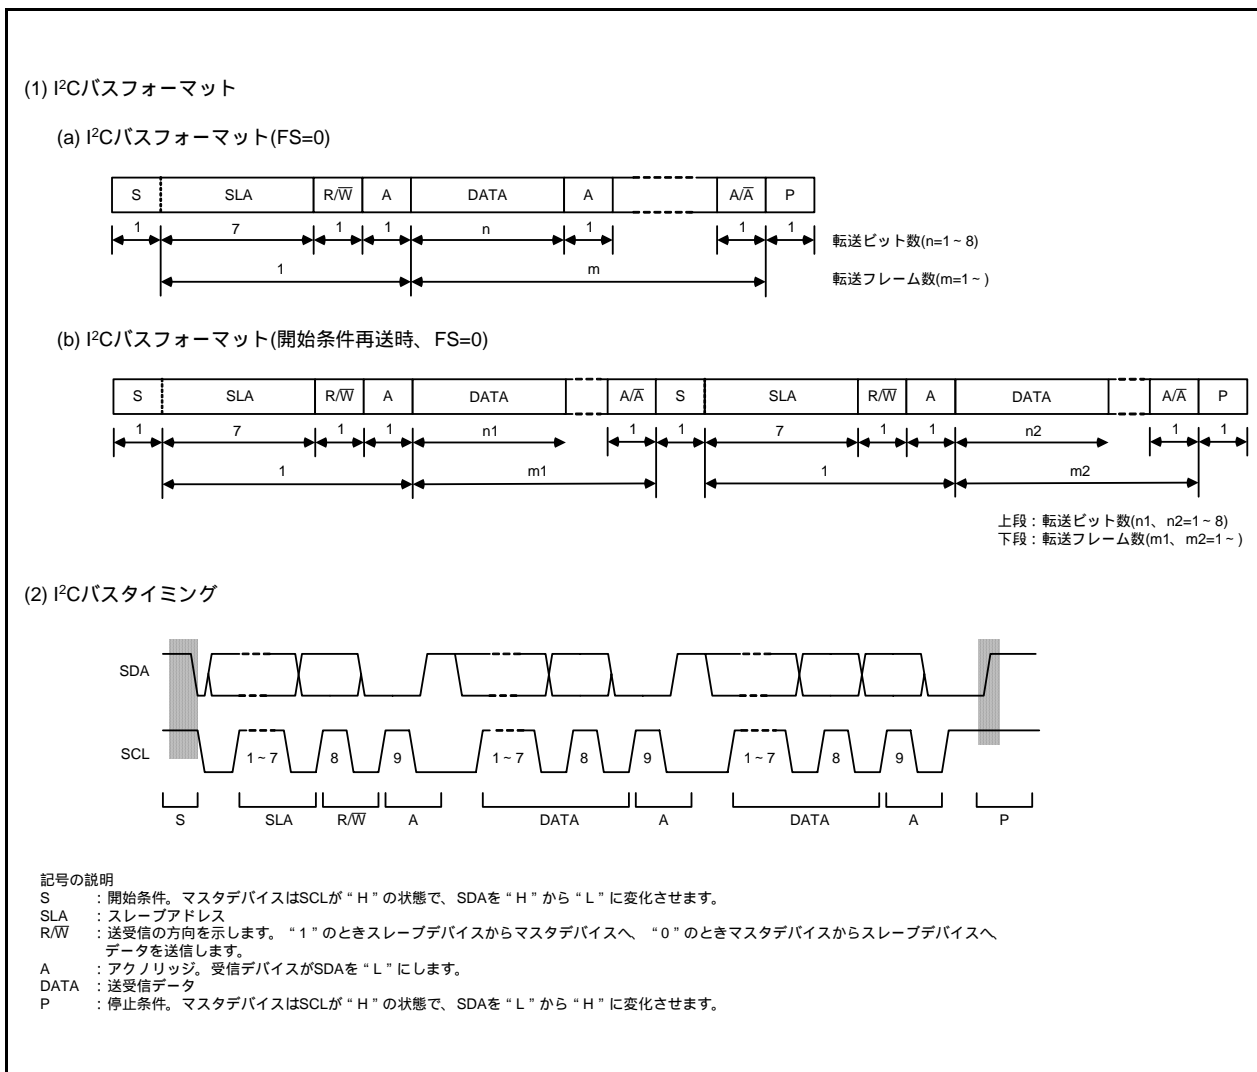 (1) I²Cバスフォーマット
(a) I²Cバスフォーマット(FS=0)
S SLA R/W̅ A DATA A A/A̅ P
1 7 1 1 n 1 1 1 転送ビット数(n=1~8)
1 m 転送フレーム数(m=1~ )
(b) I²Cバスフォーマット(開始条件再送時、FS=0)
S SLA R/W̅ A DATA A/A̅ S SLA R/W̅ A DATA A/A̅ P
1 7 1 1 n1 1 1 7 1 1 n2 1 1
1 m1 1 m2
上段：転送ビット数(n1、n2=1~8)
下段：転送フレーム数(m1、m2=1~ )
(2) I²Cバスタイミング
SDA
SCL 1~7 8 9 1~7 8 9 1~7 8 9
S SLA R/W̅ A DATA A DATA A P
記号の説明
S ：開始条件。マスタデバイスはSCLが“H”の状態で、SDAを“H”から“L”に変化させます。
SLA ：スレーブアドレス
R/W̅ ：送受信の方向を示します。“1”のときスレーブデバイスからマスタデバイスへ、“0”のときマスタデバイスからスレーブデバイスへ、
データを送信します。
A ：アクノリッジ。受信デバイスがSDAを“L”にします。
DATA ：送受信データ
P ：停止条件。マスタデバイスはSCLが“H”の状態で、SDAを“L”から“H”に変化させます。